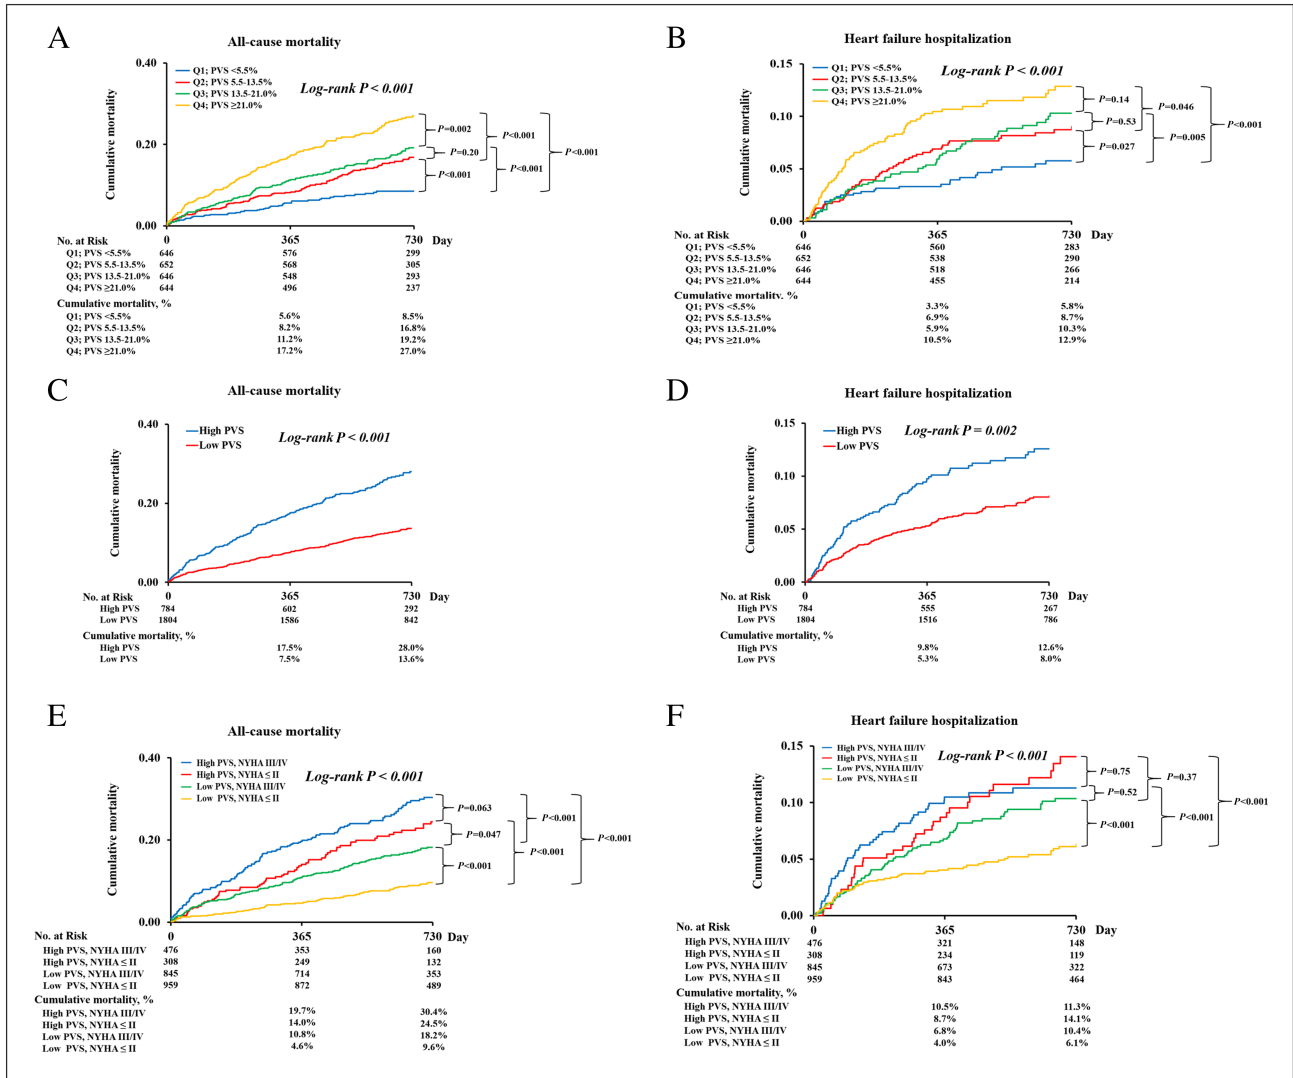 A
All-cause mortality
Cumulative mortality
0.40
0.20
0.00
Q1; PVS <5.5%
Q2; PVS 5.5-13.5%
Q3; PVS 13.5-21.0%
Q4; PVS ≥21.0%
Log-rank P < 0.001
P=0.002
P=0.20
P<0.001
P<0.001
P<0.001
P<0.001
0 365 730 Day
No. at Risk
Q1; PVS <5.5% 646 576 299
Q2; PVS 5.5-13.5% 652 568 305
Q3; PVS 13.5-21.0% 646 548 293
Q4; PVS ≥21.0% 644 496 237
Cumulative mortality, %
Q1; PVS <5.5% 5.6% 8.5%
Q2; PVS 5.5-13.5% 8.2% 16.8%
Q3; PVS 13.5-21.0% 11.2% 19.2%
Q4; PVS ≥21.0% 17.2% 27.0%
B
Heart failure hospitalization
Cumulative mortality
0.15
0.10
0.05
0.00
Q1; PVS <5.5%
Q2; PVS 5.5-13.5%
Q3; PVS 13.5-21.0%
Q4; PVS ≥21.0%
Log-rank P < 0.001
P=0.14
P=0.53
P=0.027
P=0.046
P=0.005
P<0.001
0 365 730 Day
No. at Risk
Q1; PVS <5.5% 646 560 283
Q2; PVS 5.5-13.5% 652 538 290
Q3; PVS 13.5-21.0% 646 518 266
Q4; PVS ≥21.0% 644 455 214
Cumulative mortality. %
Q1; PVS <5.5% 3.3% 5.8%
Q2; PVS 5.5-13.5% 6.9% 8.7%
Q3; PVS 13.5-21.0% 5.9% 10.3%
Q4; PVS ≥21.0% 10.5% 12.9%
C
All-cause mortality
Cumulative mortality
0.40
0.20
0.00
High PVS
Low PVS
Log-rank P < 0.001
0 365 730 Day
No. at Risk
High PVS 784 602 292
Low PVS 1804 1586 842
Cumulative mortality, %
High PVS 17.5% 28.0%
Low PVS 7.5% 13.6%
D
Heart failure hospitalization
Cumulative mortality
0.15
0.10
0.05
0.00
High PVS
Low PVS
Log-rank P = 0.002
0 365 730 Day
No. at Risk
High PVS 784 555 267
Low PVS 1804 1516 786
Cumulative mortality, %
High PVS 9.8% 12.6%
Low PVS 5.3% 8.0%
E
All-cause mortality
Cumulative mortality
0.40
0.20
0.00
High PVS, NYHA III/IV
High PVS, NYHA ≤ II
Low PVS, NYHA III/IV
Low PVS, NYHA ≤ II
Log-rank P < 0.001
P=0.063
P=0.047
P<0.001
P<0.001
P<0.001
P<0.001
0 365 730 Day
No. at Risk
High PVS, NYHA III/IV 476 353 160
High PVS, NYHA ≤ II 308 249 132
Low PVS, NYHA III/IV 845 714 353
Low PVS, NYHA ≤ II 959 872 489
Cumulative mortality, %
High PVS, NYHA III/IV 19.7% 30.4%
High PVS, NYHA ≤ II 14.0% 24.5%
Low PVS, NYHA III/IV 10.8% 18.2%
Low PVS, NYHA ≤ II 4.6% 9.6%
F
Heart failure hospitalization
Cumulative mortality
0.15
0.10
0.05
0.00
High PVS, NYHA III/IV
High PVS, NYHA ≤ II
Low PVS, NYHA III/IV
Low PVS, NYHA ≤ II
Log-rank P < 0.001
P=0.75
P=0.52
P<0.001
P=0.37
P<0.001
P<0.001
0 365 730 Day
No. at Risk
High PVS, NYHA III/IV 476 321 148
High PVS, NYHA ≤ II 308 234 119
Low PVS, NYHA III/IV 845 673 322
Low PVS, NYHA ≤ II 959 843 464
Cumulative mortality, %
High PVS, NYHA III/IV 10.5% 11.3%
High PVS, NYHA ≤ II 8.7% 14.1%
Low PVS, NYHA III/IV 6.8% 10.4%
Low PVS, NYHA ≤ II 4.0% 6.1%